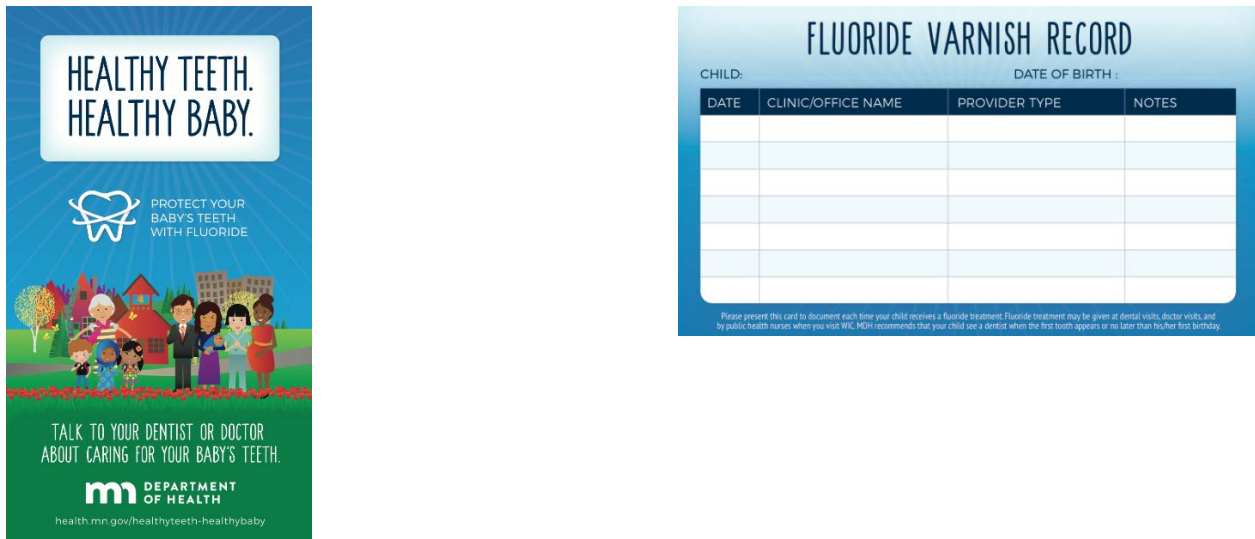 HEALTHY TEETH.
HEALTHY BABY.
PROTECT YOUR
BABY'S TEETH
WITH FLUORIDE
TALK TO YOUR DENTIST OR DOCTOR
ABOUT CARING FOR YOUR BABY'S TEETH.
mn DEPARTMENT
OF HEALTH
health.mn.gov/healthyteeth-healthybaby
FLUORIDE VARNISH RECORD
CHILD: DATE OF BIRTH :
DATE CLINIC/OFFICE NAME PROVIDER TYPE NOTES
Please present this card to document each time your child receives a fluoride treatment. Fluoride treatment may be given at dental visits, doctor visits, and
by public health nurses when you visit WIC. MDH recommends that your child see a dentist when the first tooth appears or no later than his/her first birthday.